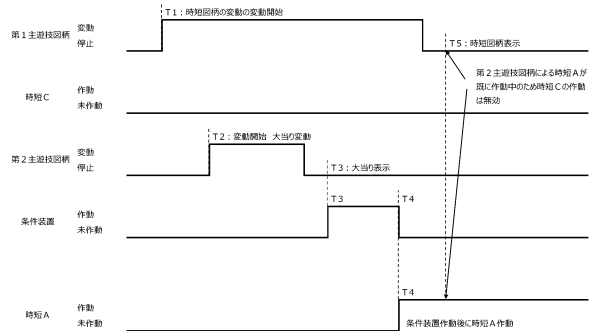 T1：時短図柄の変動の変動開始
第1主遊技図柄
変動
停止
T5：時短図柄表示
第2主遊技図柄による時短Aが
既に作動中のため時短Cの作動
は無効
時短C
作動
未作動
T2：変動開始 大当り変動
第2主遊技図柄
変動
停止
T3：大当り表示
条件装置
作動
未作動
T3
T4
T4
時短A
作動
未作動
条件装置作動後に時短A作動